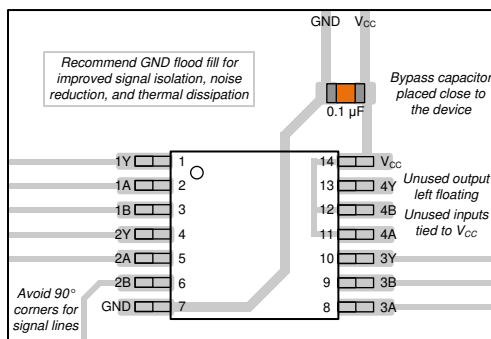 GND VCC
Recommend GND flood fill for
improved signal isolation, noise
reduction, and thermal dissipation
Bypass capacitor
placed close to
the device
0.1 µF
1Y 1 14 VCC
1A 2 13 4Y
1B 3 12 4B
2Y 4 11 4A
2A 5 10 3Y
2B 6 9 3B
GND 7 8 3A
Unused output
left floating
Unused inputs
tied to VCC
Avoid 90°
corners for
signal lines